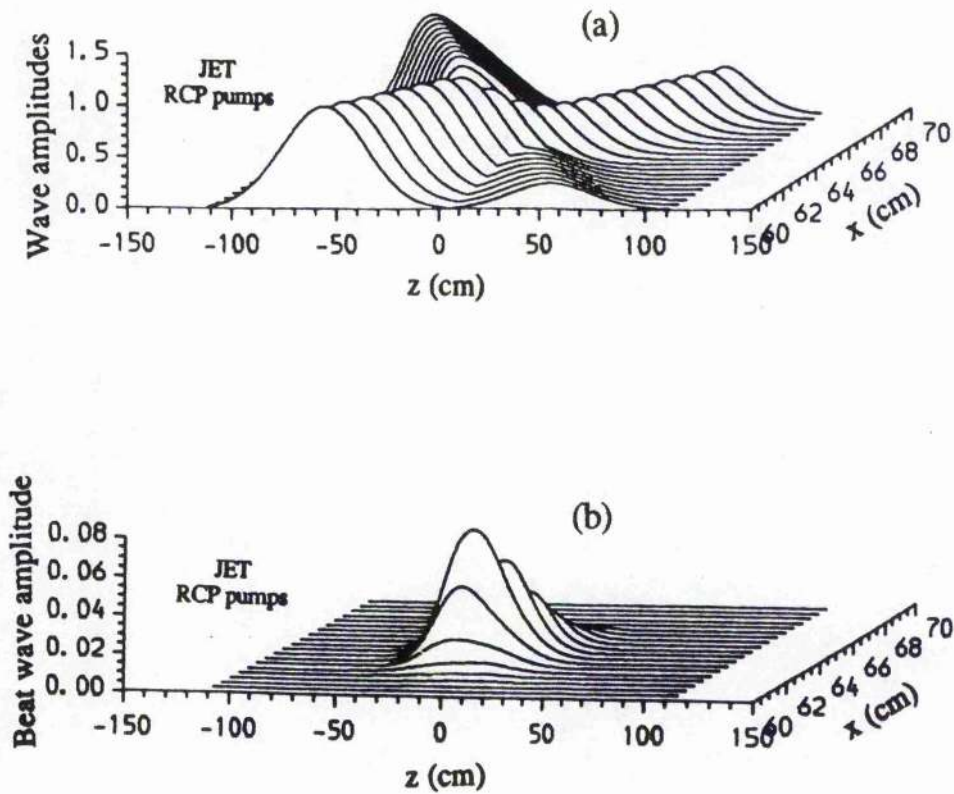 (a)
Wave amplitudes
1.5
1.0
0.5
0.0
JET
RCP pumps
-150
-100
-50
0
50
100
150
z (cm)
60
62
64
66
68
70
x (cm)
(b)
Beat wave amplitude
0.08
0.06
0.04
0.02
0.00
JET
RCP pumps
-150
-100
-50
0
50
100
150
z (cm)
60
62
64
66
68
70
x (cm)